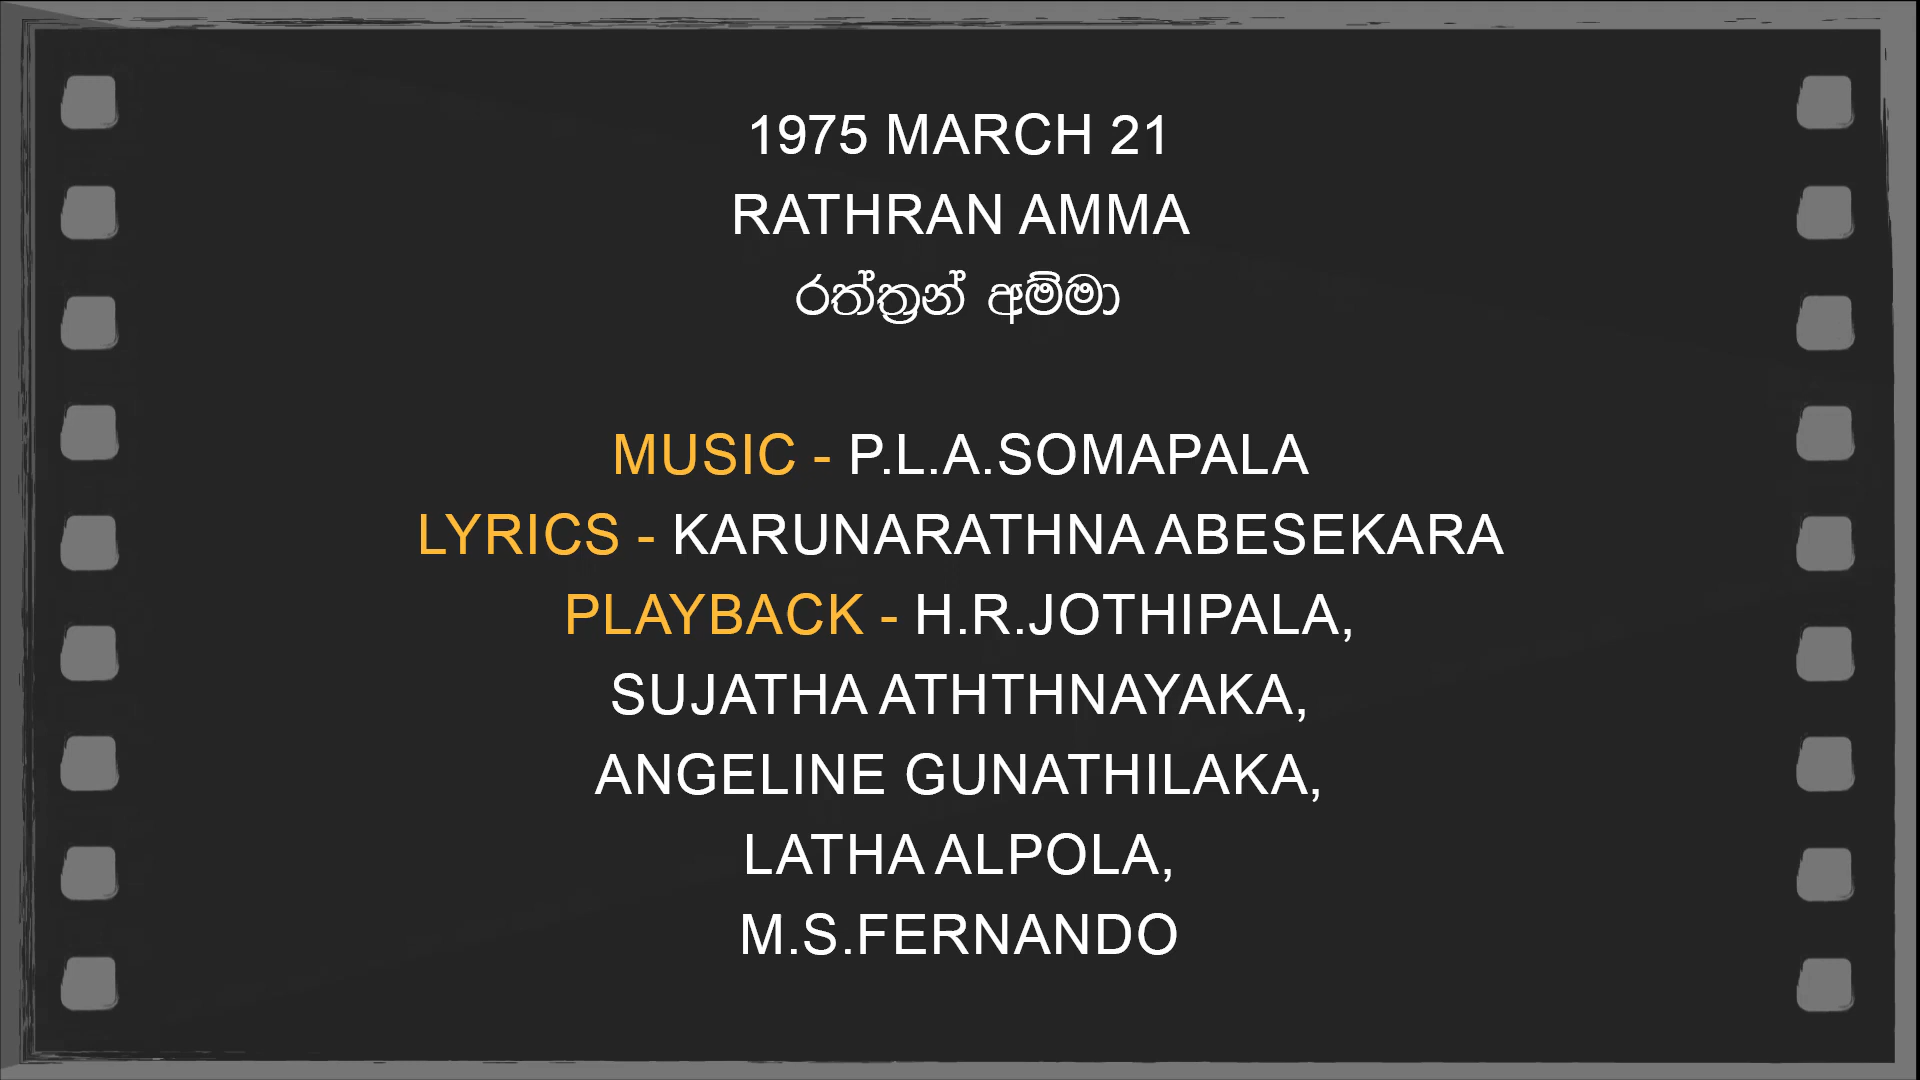 1975 MARCH 21
RATHRAN AMMA
රත්ත්‍රන් අම්මා
MUSIC - P.L.A.SOMAPALA
LYRICS - KARUNARATHNA ABESEKARA
PLAYBACK - H.R.JOTHIPALA,
SUJATHA ATHTHNAYAKA,
ANGELINE GUNATHILAKA,
LATHA ALPOLA,
M.S.FERNANDO